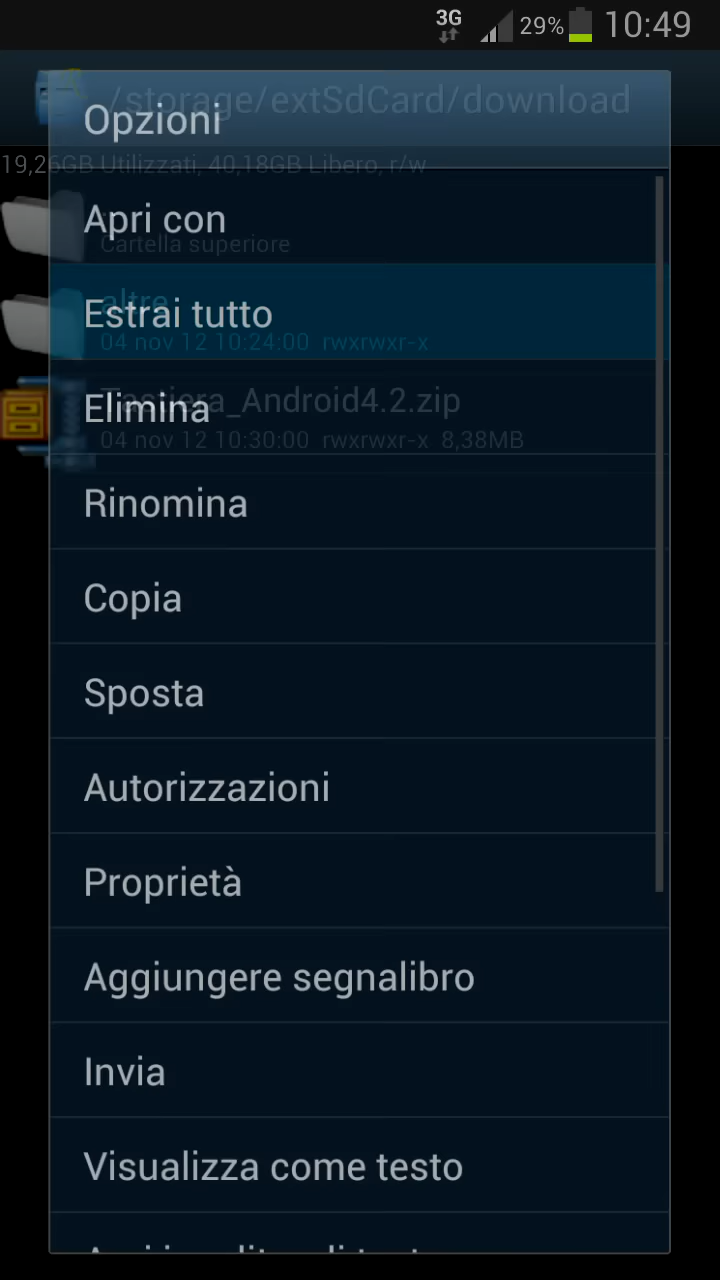 3G 29% 10:49
/storage/extSdCard/download
Opzioni
19,26GB Utilizzati, 40,18GB Libero, r/w
Apri con
Cartella superiore
altre
Estrai tutto
04 nov 12 10:24:00 rwxrwxr-x
Tastiera_Android4.2.zip
Elimina
04 nov 12 10:30:00 rwxrwxr-x 8,38MB
Rinomina
Copia
Sposta
Autorizzazioni
Proprietà
Aggiungere segnalibro
Invia
Visualizza come testo